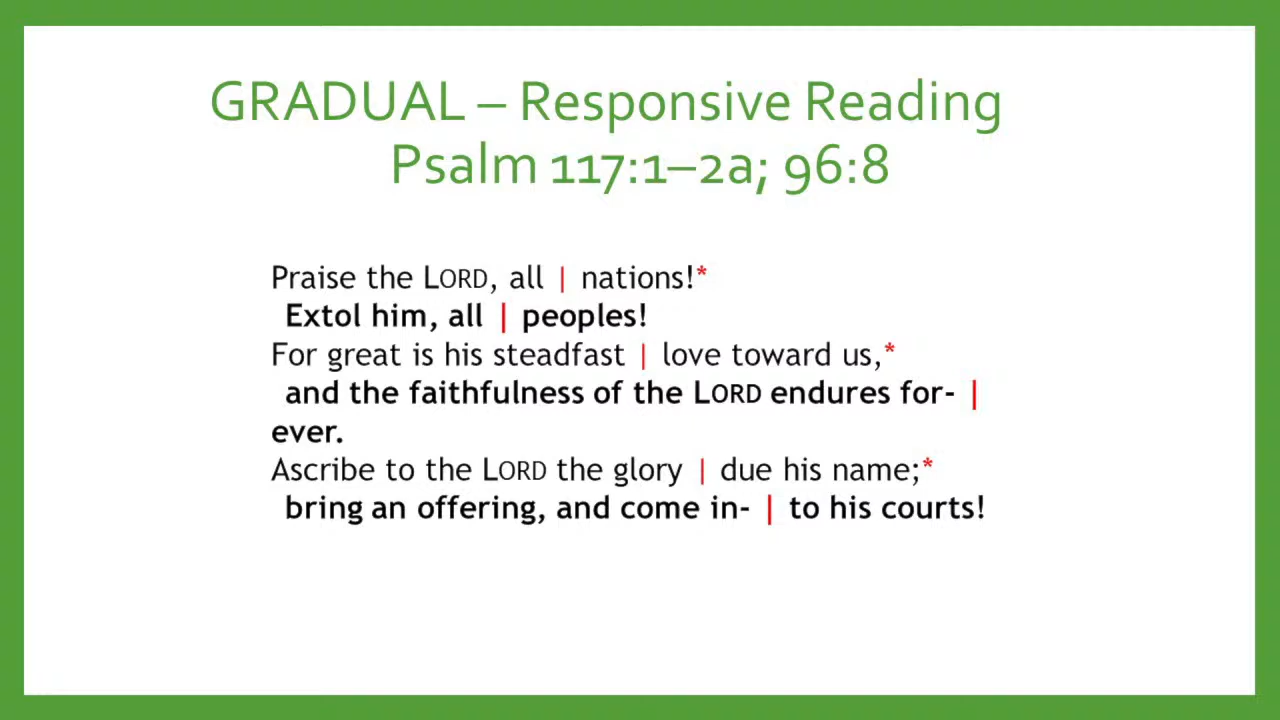 GRADUAL – Responsive Reading
Psalm 117:1–2a; 96:8
Praise the LORD, all | nations!*
Extol him, all | peoples!
For great is his steadfast | love toward us,*
and the faithfulness of the LORD endures for- |
ever.
Ascribe to the LORD the glory | due his name;*
bring an offering, and come in- | to his courts!